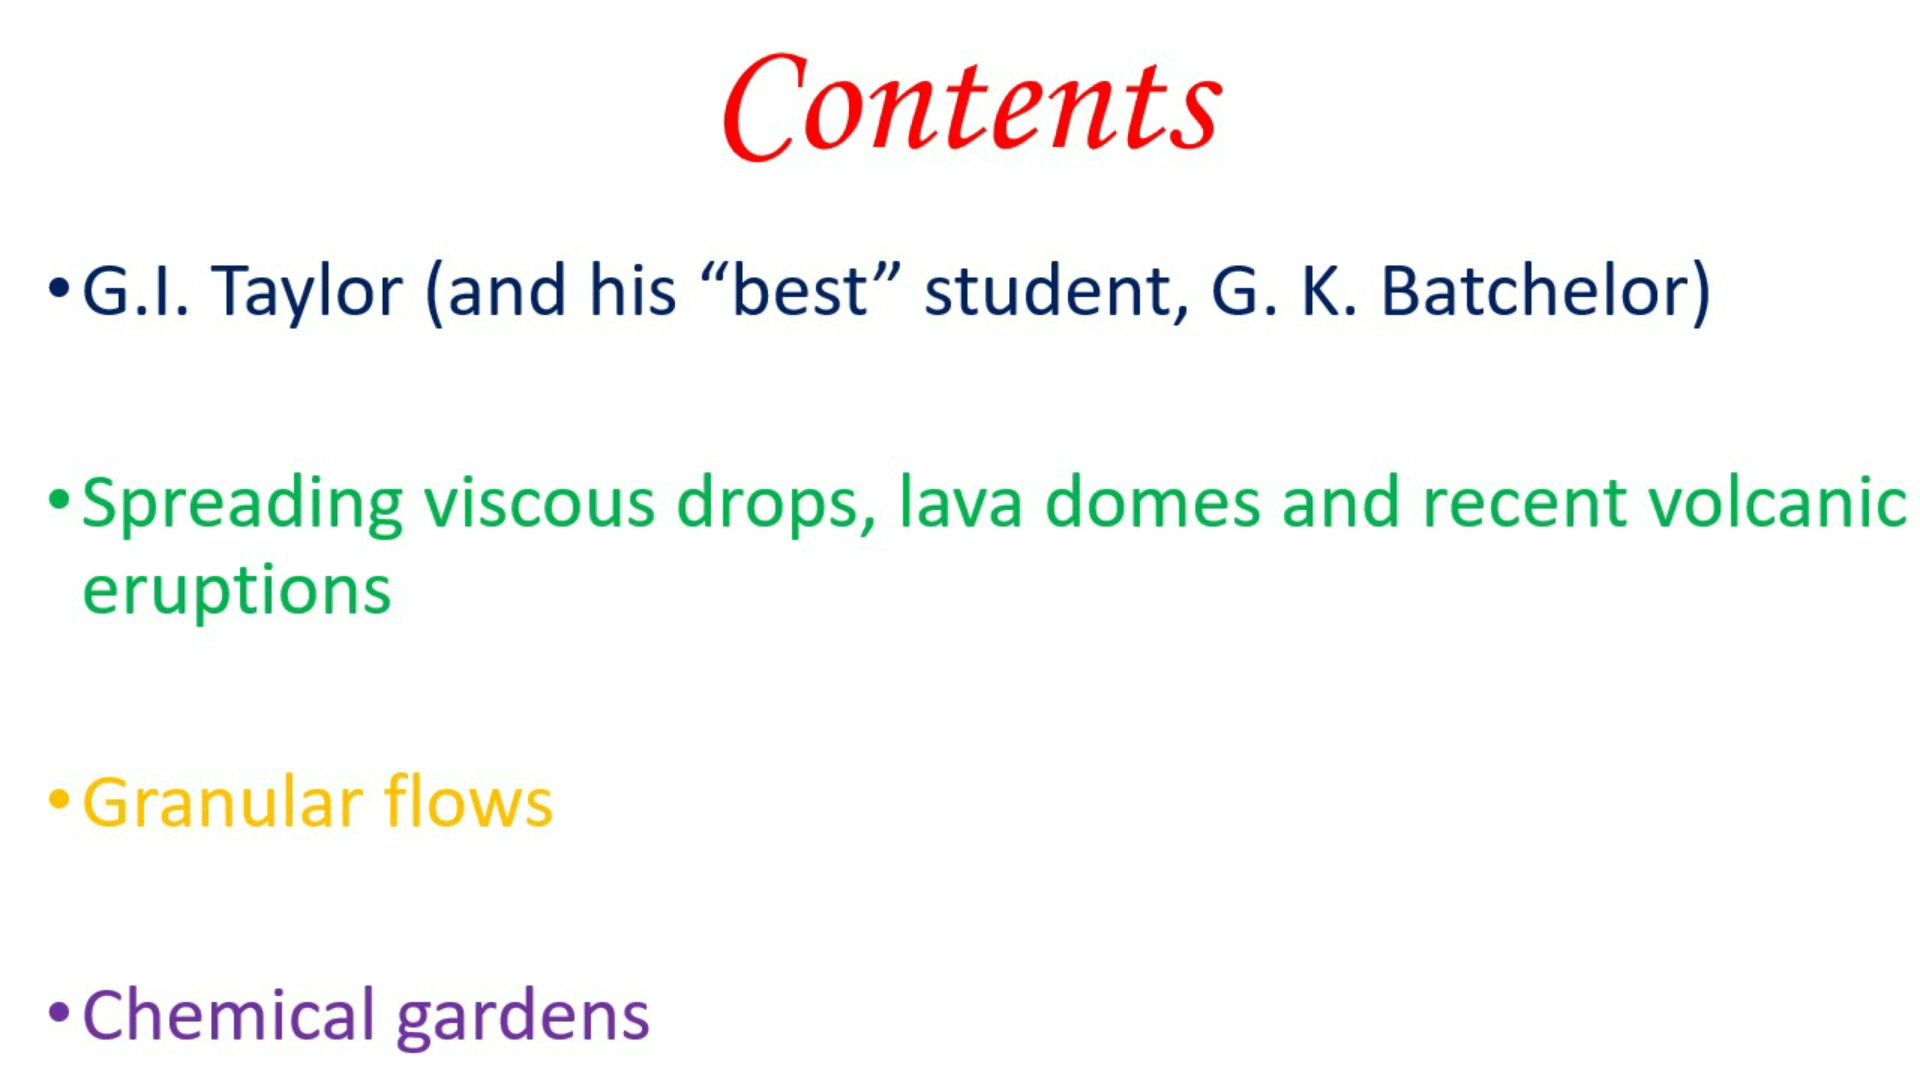 Contents
•G.I. Taylor (and his “best” student, G. K. Batchelor)
•Spreading viscous drops, lava domes and recent volcanic
eruptions
•Granular flows
•Chemical gardens